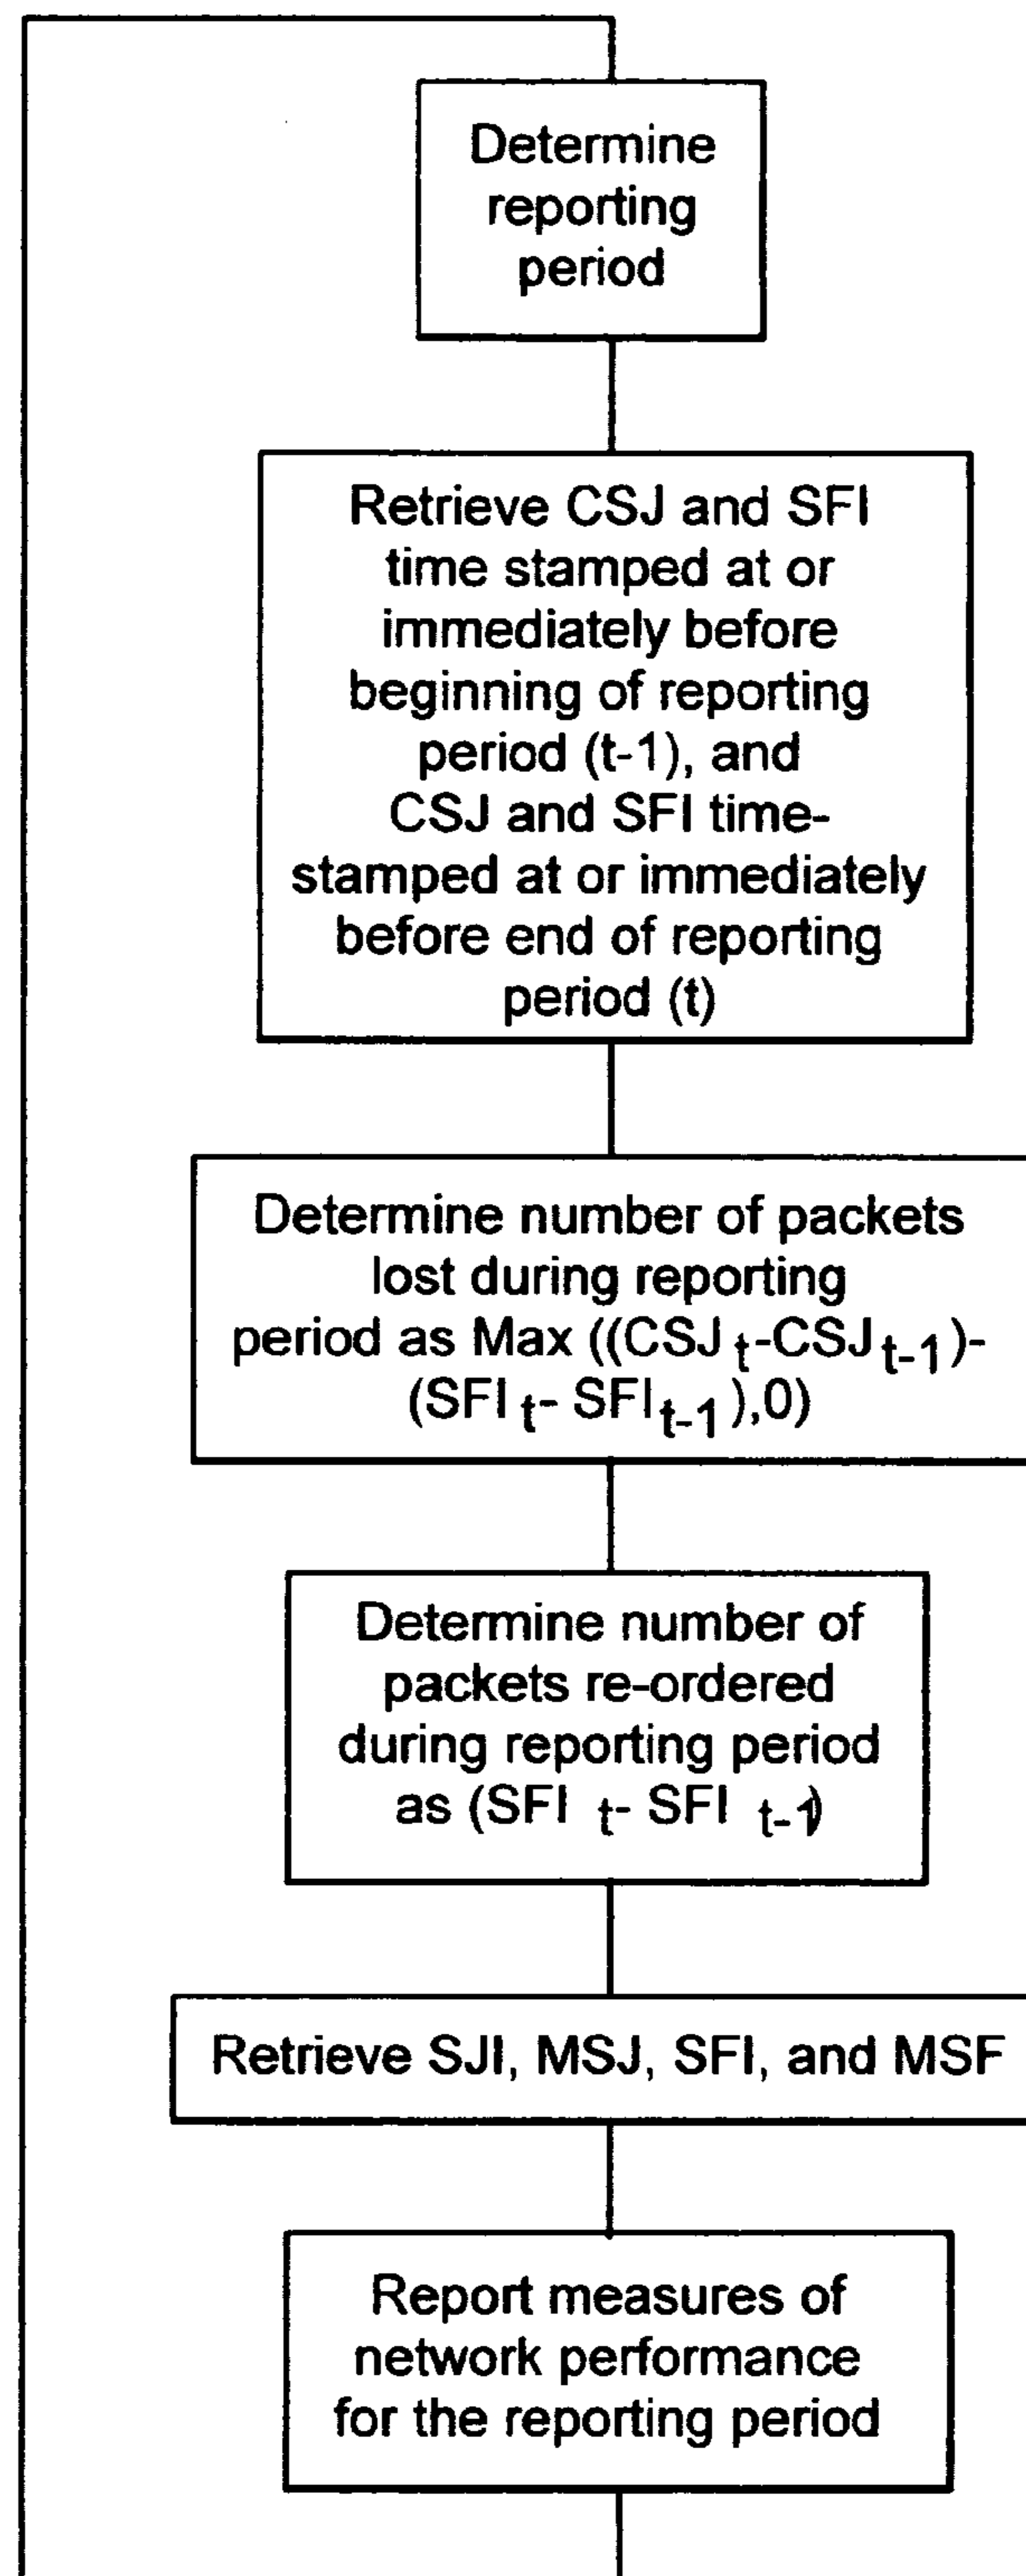 Determine
reporting
period
Retrieve CSJ and SFI
time stamped at or
immediately before
beginning of reporting
period (t-1), and
CSJ and SFI time-
stamped at or immediately
before end of reporting
period (t)
Determine number of packets
lost during reporting
period as Max ((CSJ t-CSJ t-1)-
(SFI t- SFI t-1),0)
Determine number of
packets re-ordered
during reporting period
as (SFI t- SFI t-1)
Retrieve SJI, MSJ, SFI, and MSF
Report measures of
network performance
for the reporting period